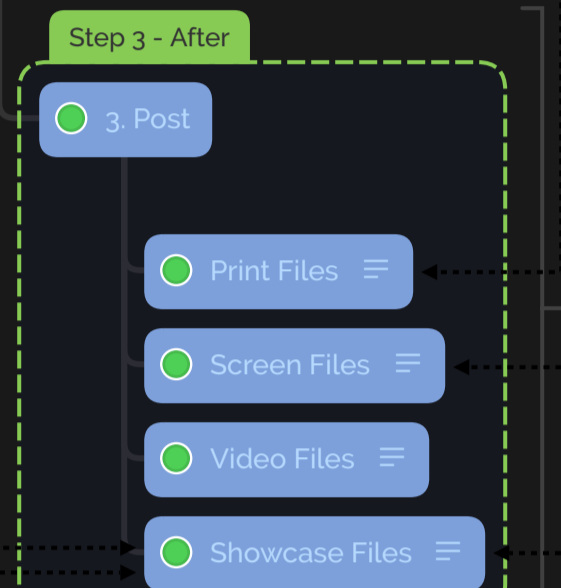 Step 3 - After
3. Post
Print Files
Screen Files
Video Files
Showcase Files